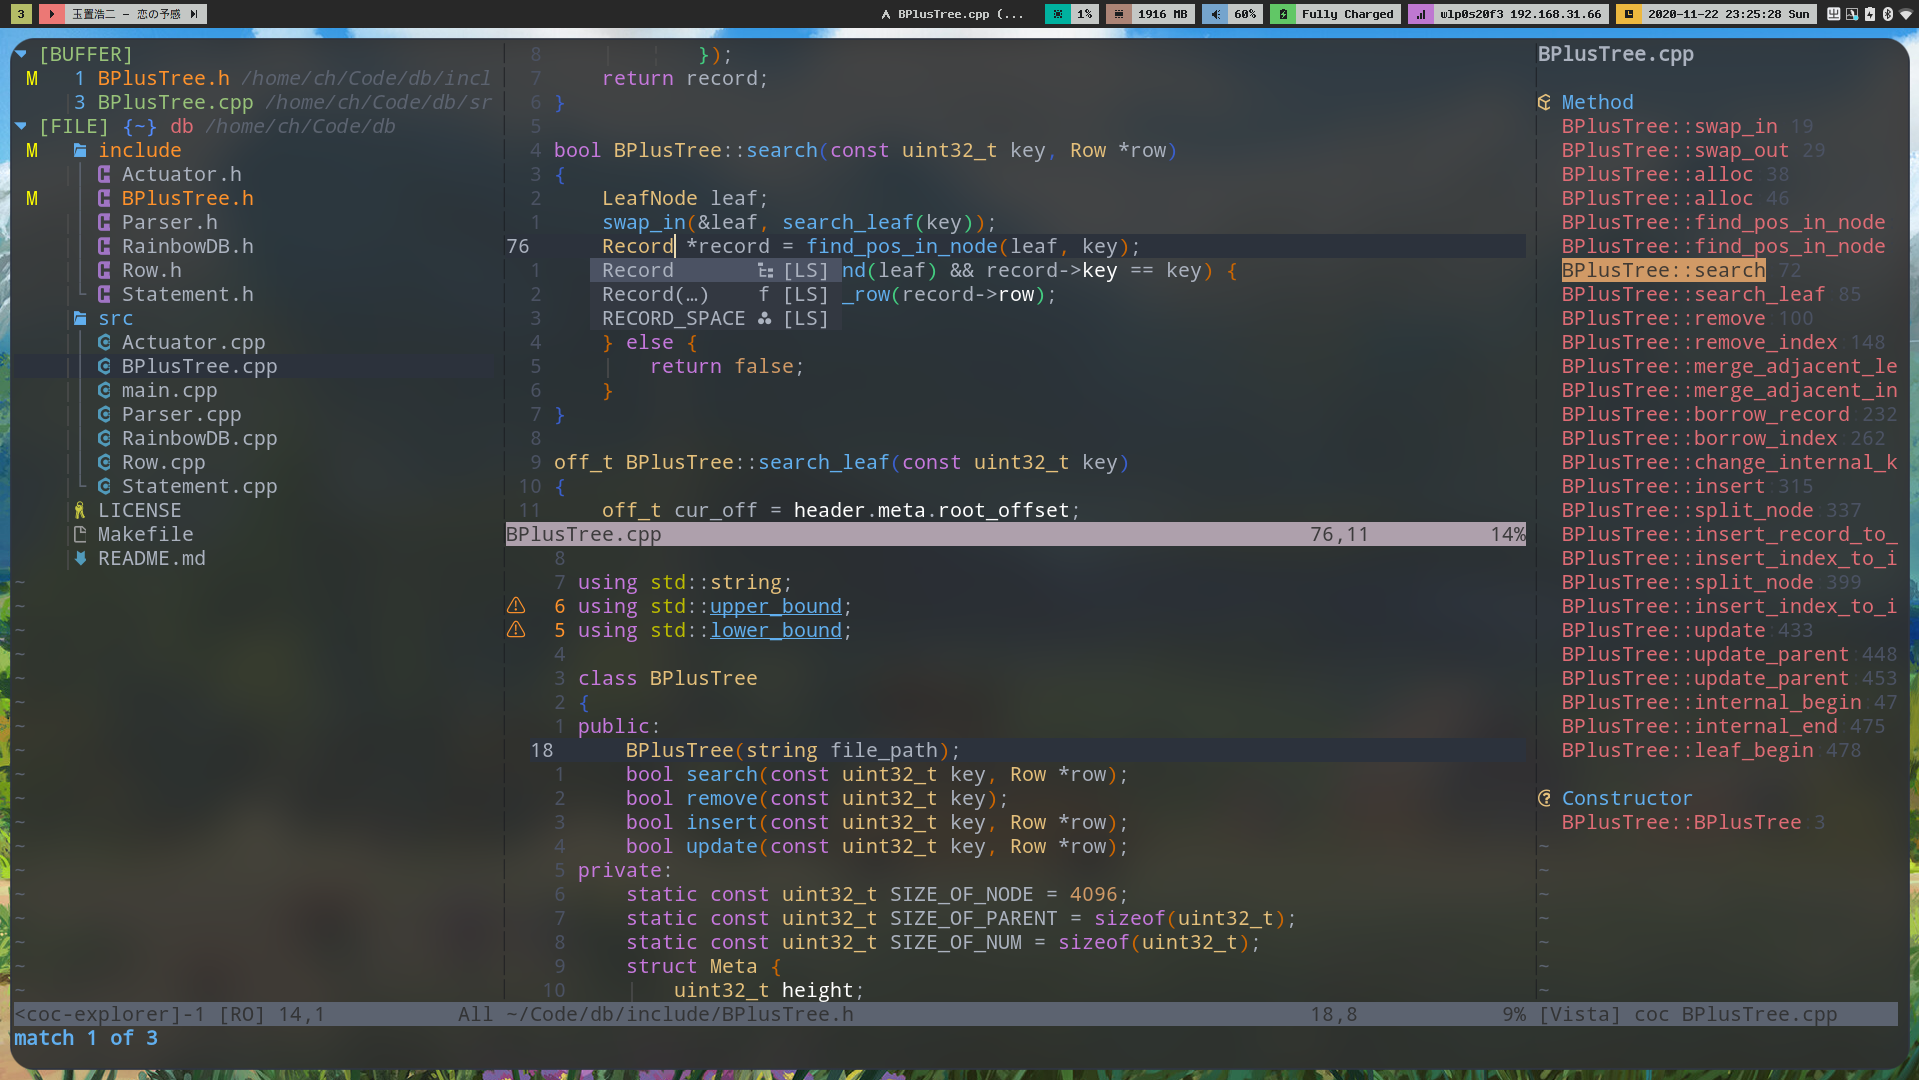 3 玉置浩二 – 恋の予感
BPlusTree.cpp (... 1% 1916 MB 60% Fully Charged wlp0s20f3 192.168.31.66 2020-11-22 23:25:28 Sun
[BUFFER]
M 1 BPlusTree.h /home/ch/Code/db/incl
3 BPlusTree.cpp /home/ch/Code/db/sr
[FILE] {~} db /home/ch/Code/db
M include
Actuator.h
M BPlusTree.h
Parser.h
RainbowDB.h
Row.h
Statement.h
src
Actuator.cpp
BPlusTree.cpp
main.cpp
Parser.cpp
RainbowDB.cpp
Row.cpp
Statement.cpp
LICENSE
Makefile
README.md
<coc-explorer]-1 [RO] 14,1 All
8 });
7 return record;
6 }
5
4 bool BPlusTree::search(const uint32_t key, Row *row)
3 {
2 LeafNode leaf;
1 swap_in(&leaf, search_leaf(key));
76 Record *record = find_pos_in_node(leaf, key);
1 nd(leaf) && record->key == key) {
2 _row(record->row);
3
4 } else {
5 return false;
6 }
7 }
8
9 off_t BPlusTree::search_leaf(const uint32_t key)
10 {
11 off_t cur_off = header.meta.root_offset;
Record [LS]
Record(…) f [LS]
RECORD_SPACE [LS]
BPlusTree.cpp 76,11 14%
8
7 using std::string;
6 using std::upper_bound;
5 using std::lower_bound;
4
3 class BPlusTree
2 {
1 public:
18 BPlusTree(string file_path);
1 bool search(const uint32_t key, Row *row);
2 bool remove(const uint32_t key);
3 bool insert(const uint32_t key, Row *row);
4 bool update(const uint32_t key, Row *row);
5 private:
6 static const uint32_t SIZE_OF_NODE = 4096;
7 static const uint32_t SIZE_OF_PARENT = sizeof(uint32_t);
8 static const uint32_t SIZE_OF_NUM = sizeof(uint32_t);
9 struct Meta {
10 uint32_t height;
~/Code/db/include/BPlusTree.h 18,8 9%
BPlusTree.cpp
Method
BPlusTree::swap_in 19
BPlusTree::swap_out 29
BPlusTree::alloc 38
BPlusTree::alloc 46
BPlusTree::find_pos_in_node
BPlusTree::find_pos_in_node
BPlusTree::search 72
BPlusTree::search_leaf 85
BPlusTree::remove 100
BPlusTree::remove_index 148
BPlusTree::merge_adjacent_le
BPlusTree::merge_adjacent_in
BPlusTree::borrow_record 232
BPlusTree::borrow_index 262
BPlusTree::change_internal_k
BPlusTree::insert 315
BPlusTree::split_node 337
BPlusTree::insert_record_to_
BPlusTree::insert_index_to_i
BPlusTree::split_node 399
BPlusTree::insert_index_to_i
BPlusTree::update 433
BPlusTree::update_parent 448
BPlusTree::update_parent 453
BPlusTree::internal_begin 47
BPlusTree::internal_end 475
BPlusTree::leaf_begin 478
Constructor
BPlusTree::BPlusTree 3
[Vista] coc BPlusTree.cpp
match 1 of 3